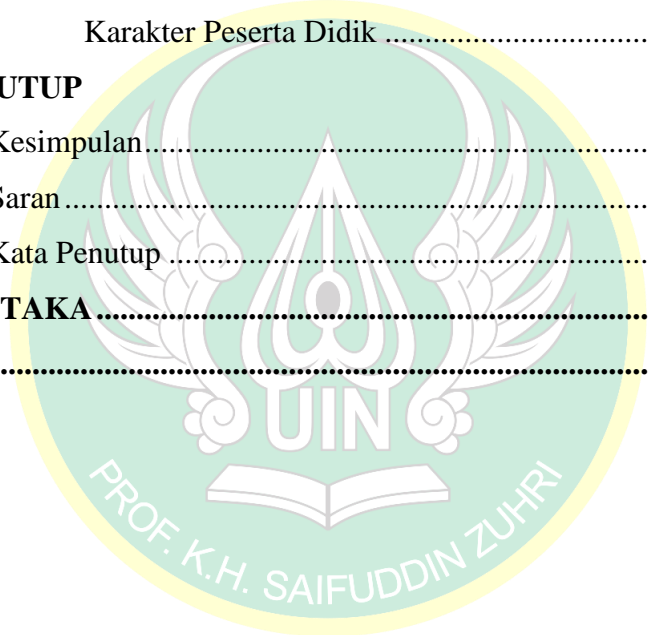 Karakter Peserta Didik ................................
UTUP
Kesimpulan..............................................................
Saran........................................................................
Kata Penutup ...........................................................
TAKA....................................................................
................................................................................
UIN
PROF. K.H. SAIFUDDIN ZUHRI